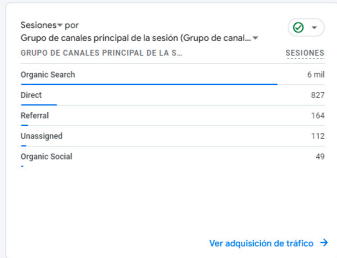 Sesiones por
Grupo de canales principal de la sesión (Grupo de canal...
GRUPO DE CANALES PRINCIPAL DE LA S... SESIONES
Organic Search 6 mil
Direct 827
Referral 164
Unassigned 112
Organic Social 49
Ver adquisición de tráfico →